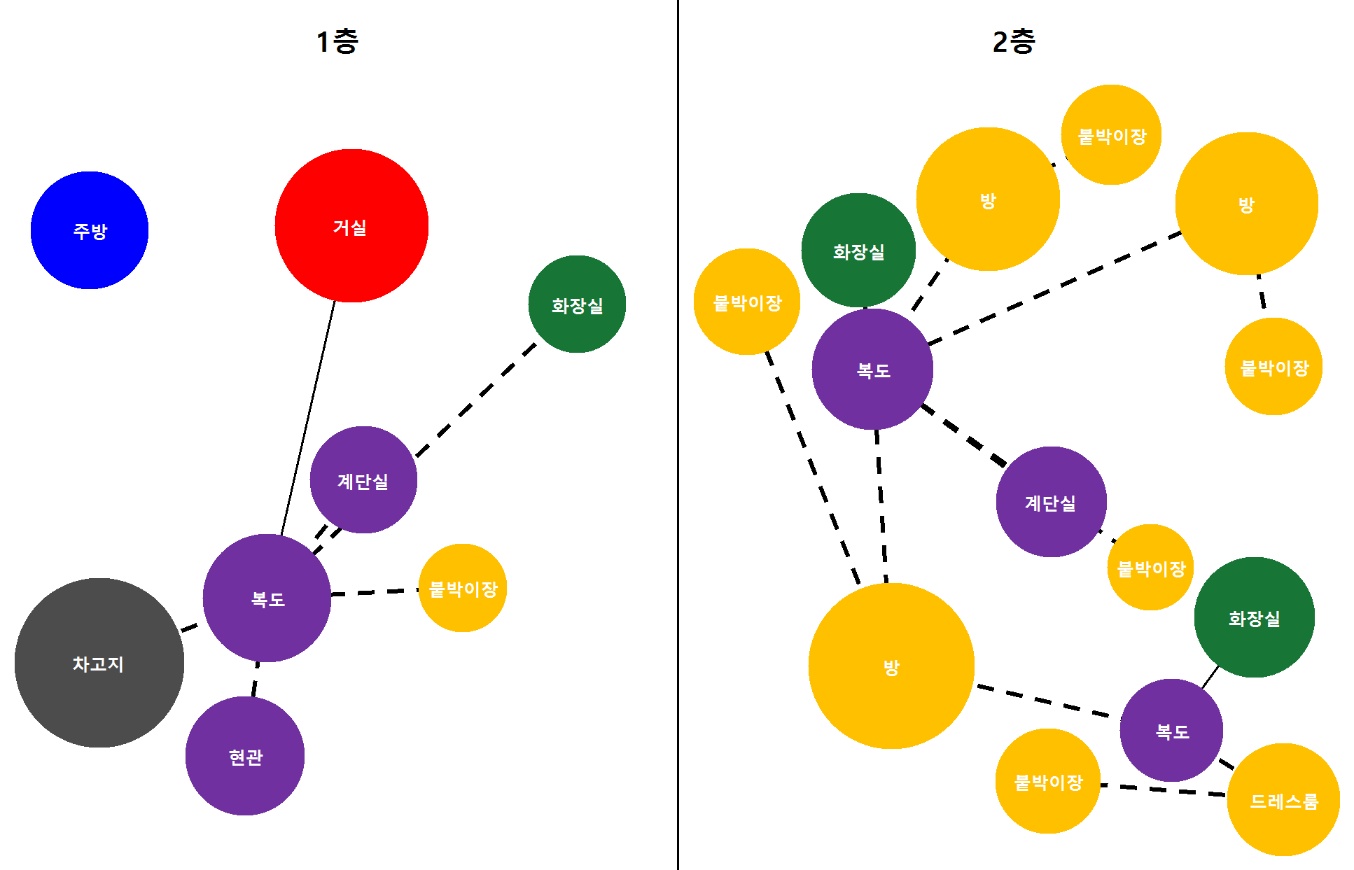 1층
주방
거실
화장실
계단실
복도
붙박이장
차고지
현관
2층
붙박이장
방
방
화장실
붙박이장
복도
붙박이장
계단실
붙박이장
화장실
방
복도
붙박이장
드레스룸